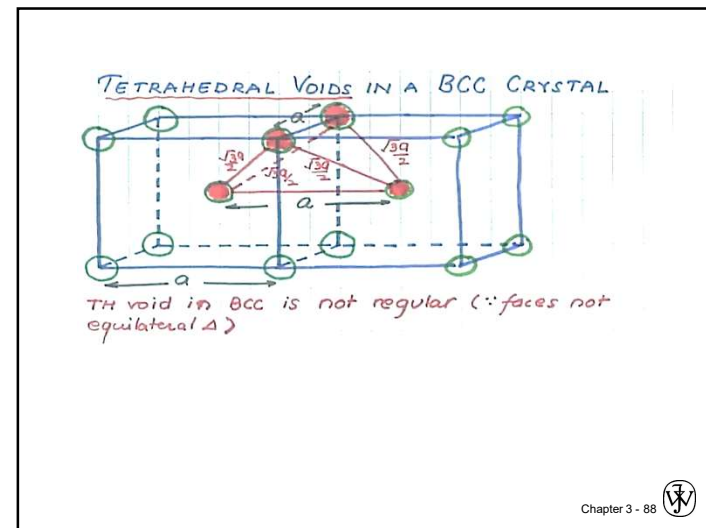 TETRAHEDRAL VOIDS IN A BCC CRYSTAL
a
√3a/2
√3a/2
√3a/2
√3a/2
a
a
TH void in BCC is not regular (∵ faces not
equilateral Δ)
Chapter 3 - 88